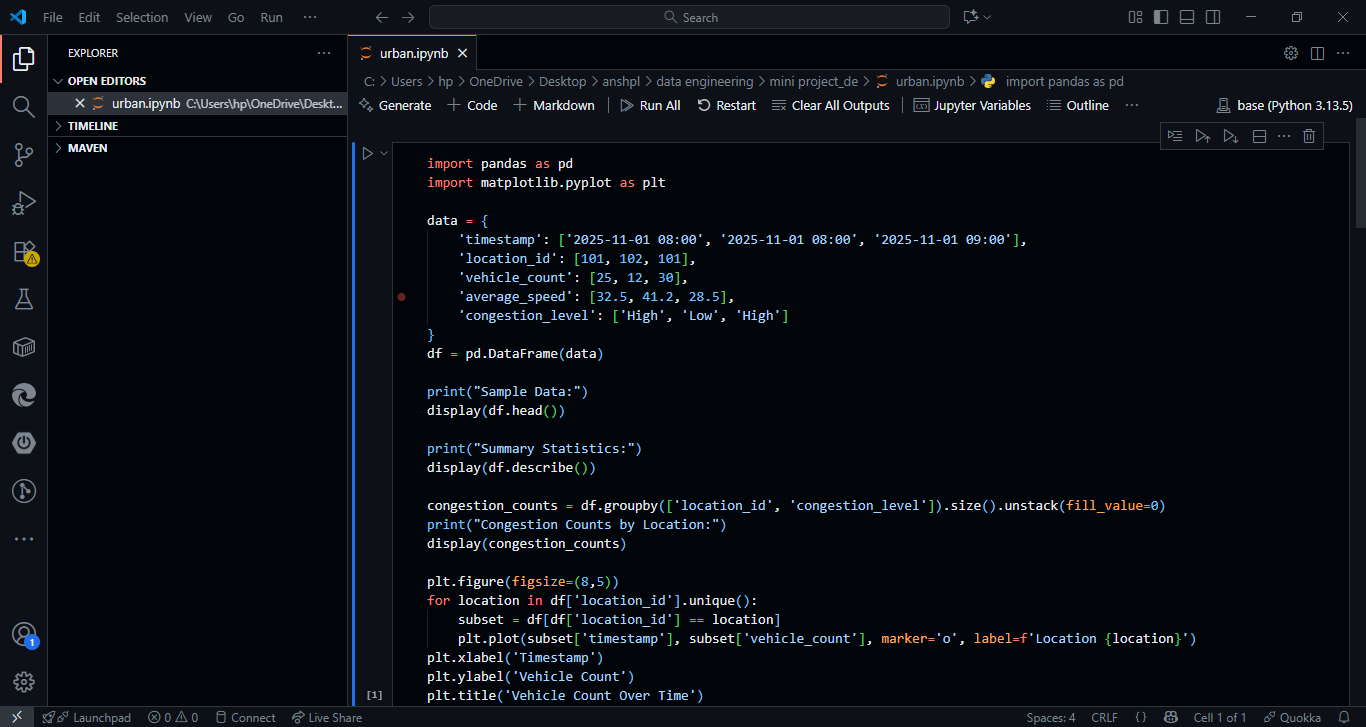 File Edit Selection View Go Run ··· Search
EXPLORER ···
OPEN EDITORS
urban.ipynb C:\Users\hp\OneDrive\Deskt...
TIMELINE
MAVEN
urban.ipynb
C: > Users > hp > OneDrive > Desktop > anshpl > data engineering > mini project_de > urban.ipynb > import pandas as pd
Generate + Code + Markdown Run All Restart Clear All Outputs Jupyter Variables Outline ··· base (Python 3.13.5)
import pandas as pd
import matplotlib.pyplot as plt
data = {
    'timestamp': ['2025-11-01 08:00', '2025-11-01 08:00', '2025-11-01 09:00'],
    'location_id': [101, 102, 101],
    'vehicle_count': [25, 12, 30],
    'average_speed': [32.5, 41.2, 28.5],
    'congestion_level': ['High', 'Low', 'High']
}
df = pd.DataFrame(data)
print("Sample Data:")
display(df.head())
print("Summary Statistics:")
display(df.describe())
congestion_counts = df.groupby(['location_id', 'congestion_level']).size().unstack(fill_value=0)
print("Congestion Counts by Location:")
display(congestion_counts)
plt.figure(figsize=(8,5))
for location in df['location_id'].unique():
    subset = df[df['location_id'] == location]
    plt.plot(subset['timestamp'], subset['vehicle_count'], marker='o', label=f'Location {location}')
plt.xlabel('Timestamp')
plt.ylabel('Vehicle Count')
plt.title('Vehicle Count Over Time')
[1]
1
Launchpad 0 0 Connect Live Share Spaces: 4 CRLF {} Cell 1 of 1 Quokka